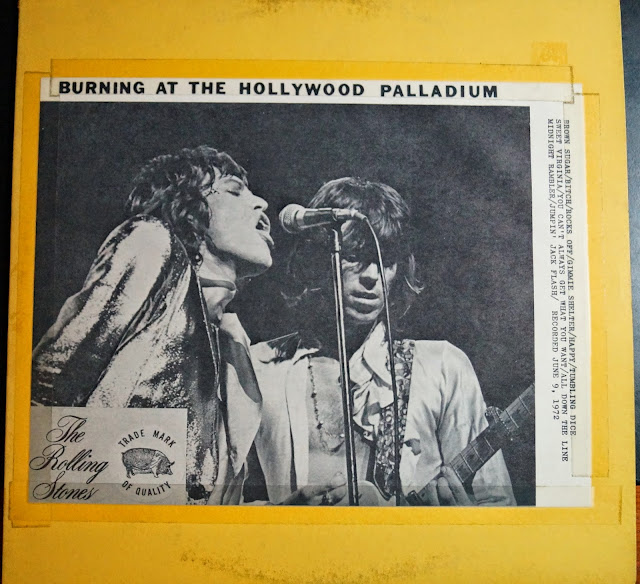 BURNING AT THE HOLLYWOOD PALLADIUM
BROWN SUGAR/BITCH/ROCKS OFF/GIMMIE SHELTER/HAPPY/TUMBLING DICE
SWEET VIRGINIA/YOU CAN'T ALWAYS GET WHAT YOU WANT/ALL DOWN THE LINE
MIDNIGHT RAMBLER/JUMPIN' JACK FLASH/ RECORDED JUNE 9, 1972
The
Rolling
Stones
TRADE MARK
OF QUALITY